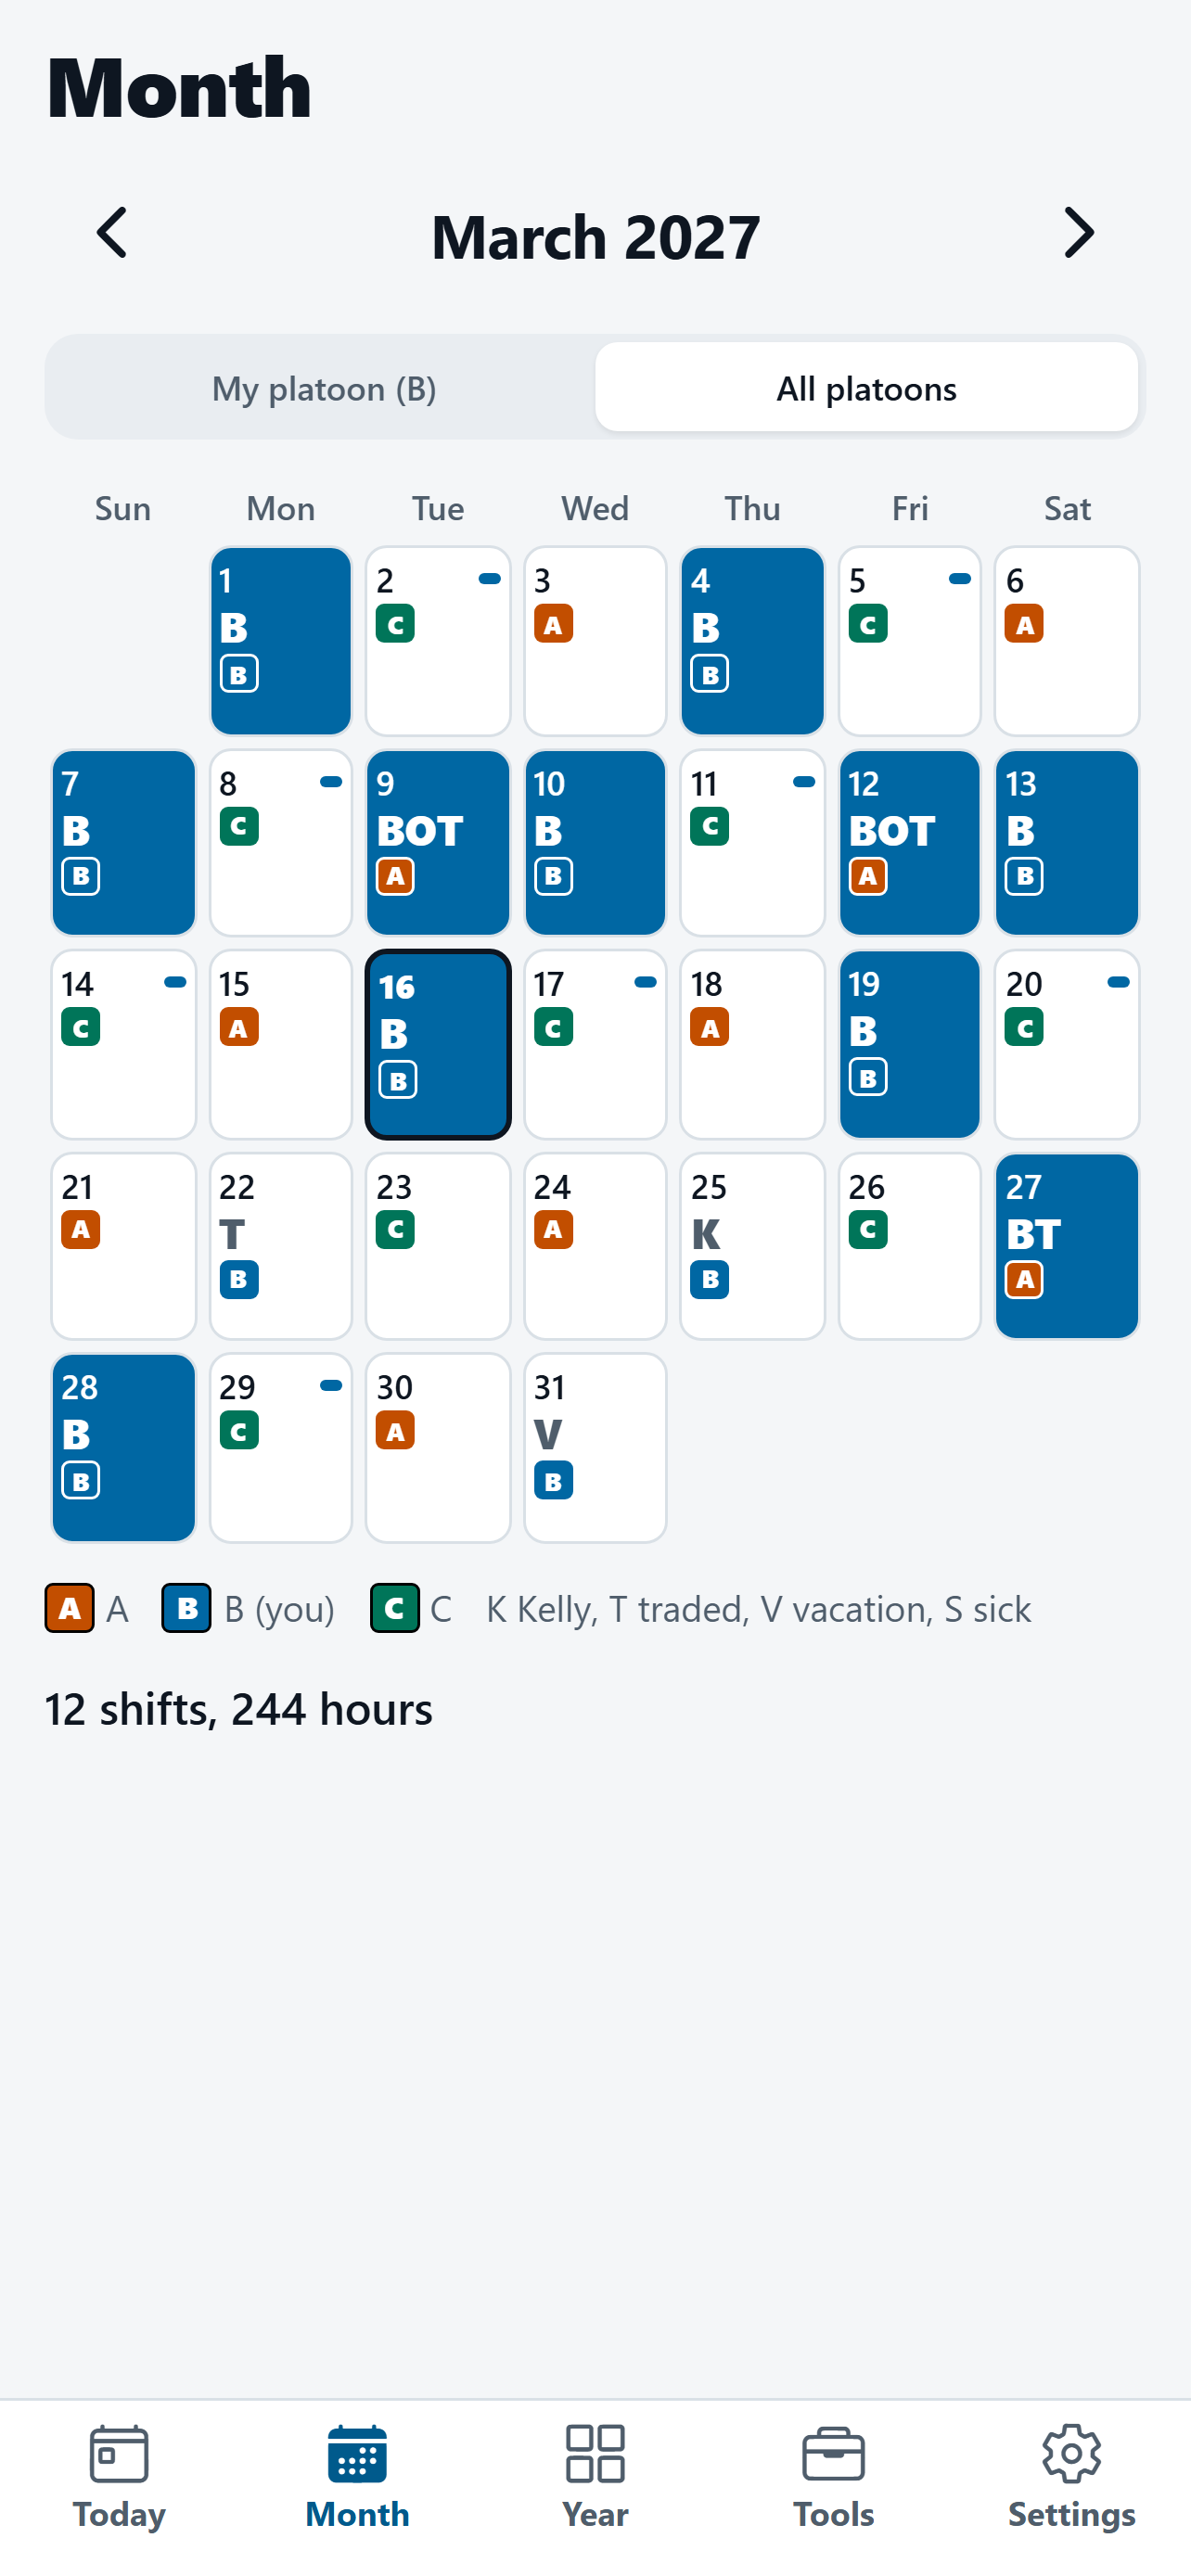 Month
March 2027
My platoon (B) All platoons
Sun Mon Tue Wed Thu Fri Sat
1 2 3 4 5 6
B C A B C A
B B
7 8 9 10 11 12 13
B C BOT B C BOT B
B A B A B
14 15 16 17 18 19 20
C A B C A B C
B B
21 22 23 24 25 26 27
A T C A K C BT
B B A
28 29 30 31
B C A V
B B
A A B B (you) C C K Kelly, T traded, V vacation, S sick
12 shifts, 244 hours
Today Month Year Tools Settings